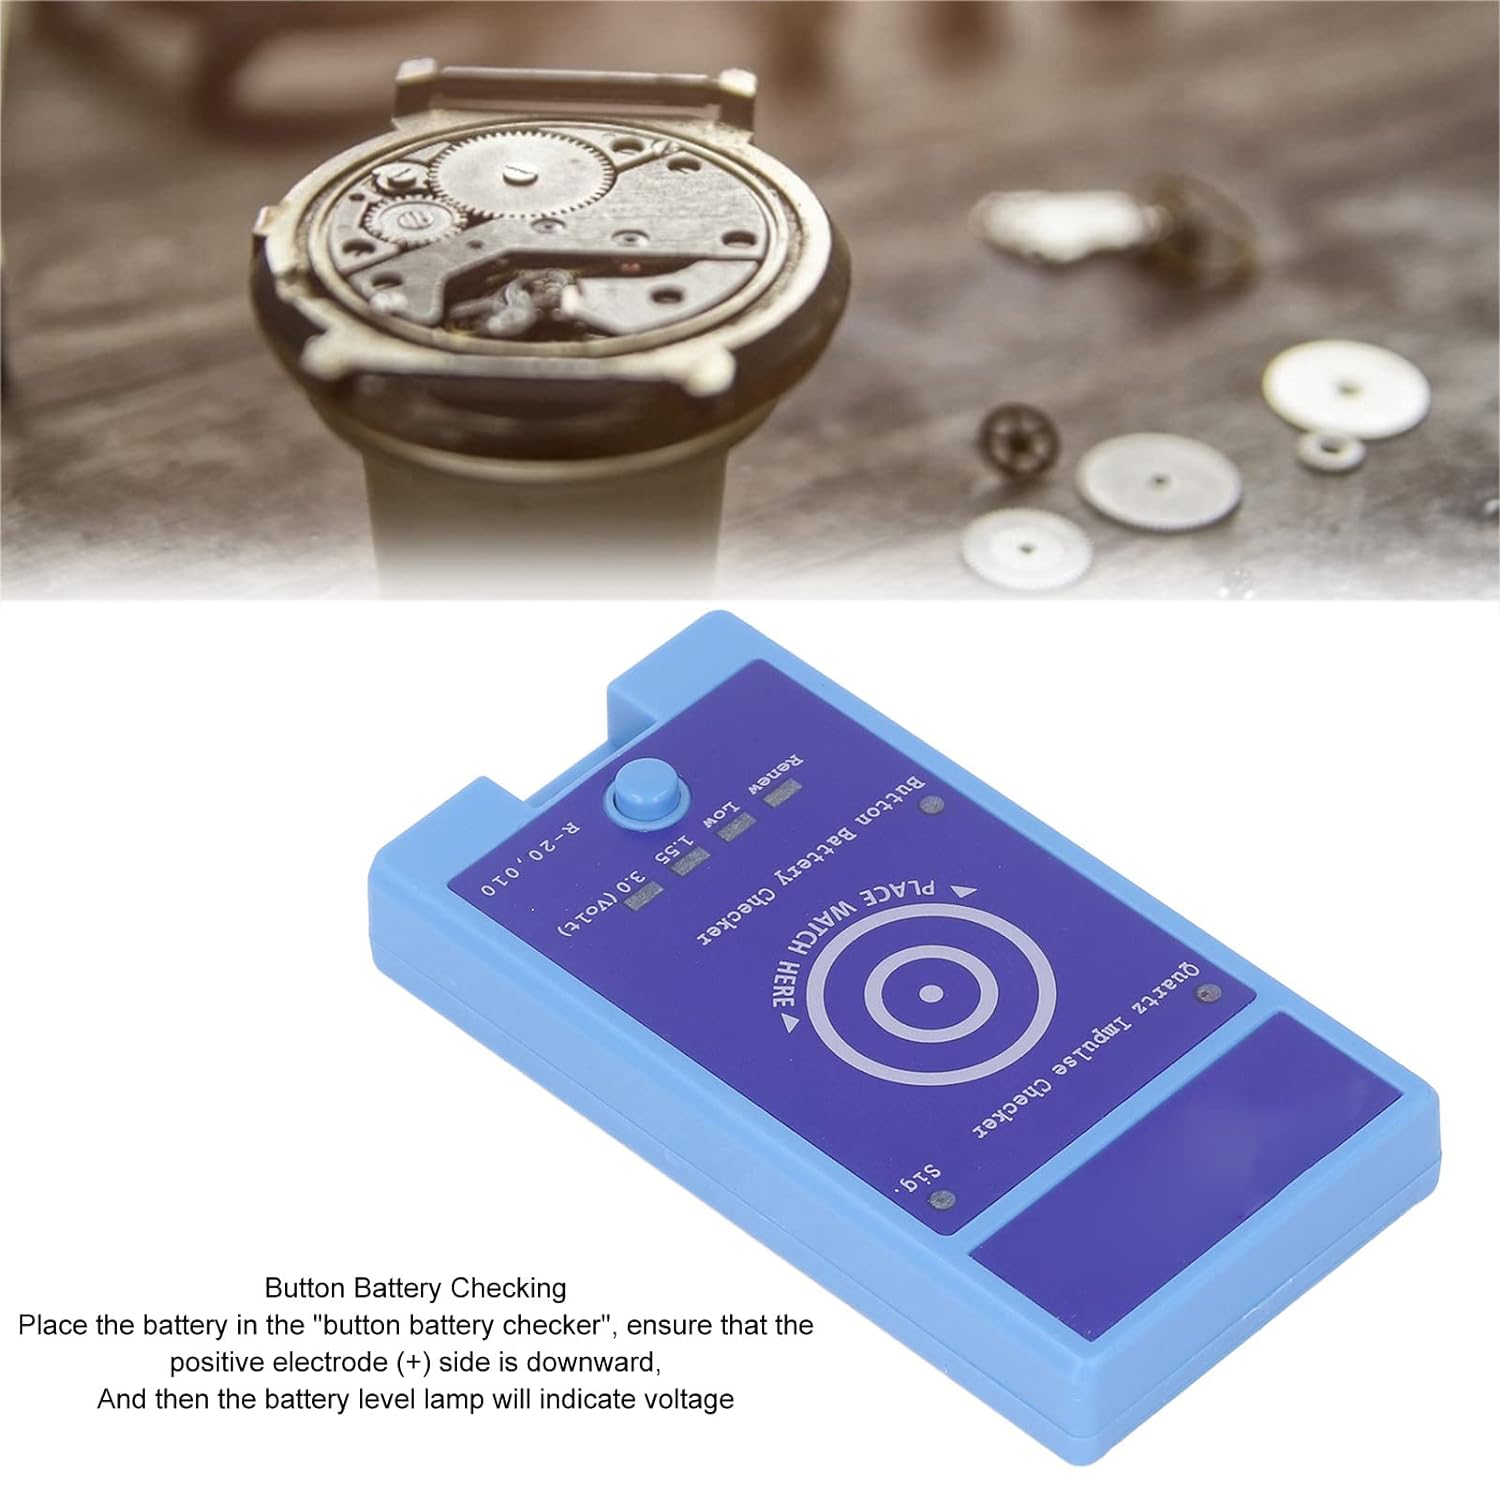 Renew
Low
1.55
3.0 (Volt)
R-20,010
Button Battery Checker
PLACE WATCH HERE
Quartz Impulse Checker
Sig.
Button Battery Checking
Place the battery in the "button battery checker", ensure that the
positive electrode (+) side is downward,
And then the battery level lamp will indicate voltage